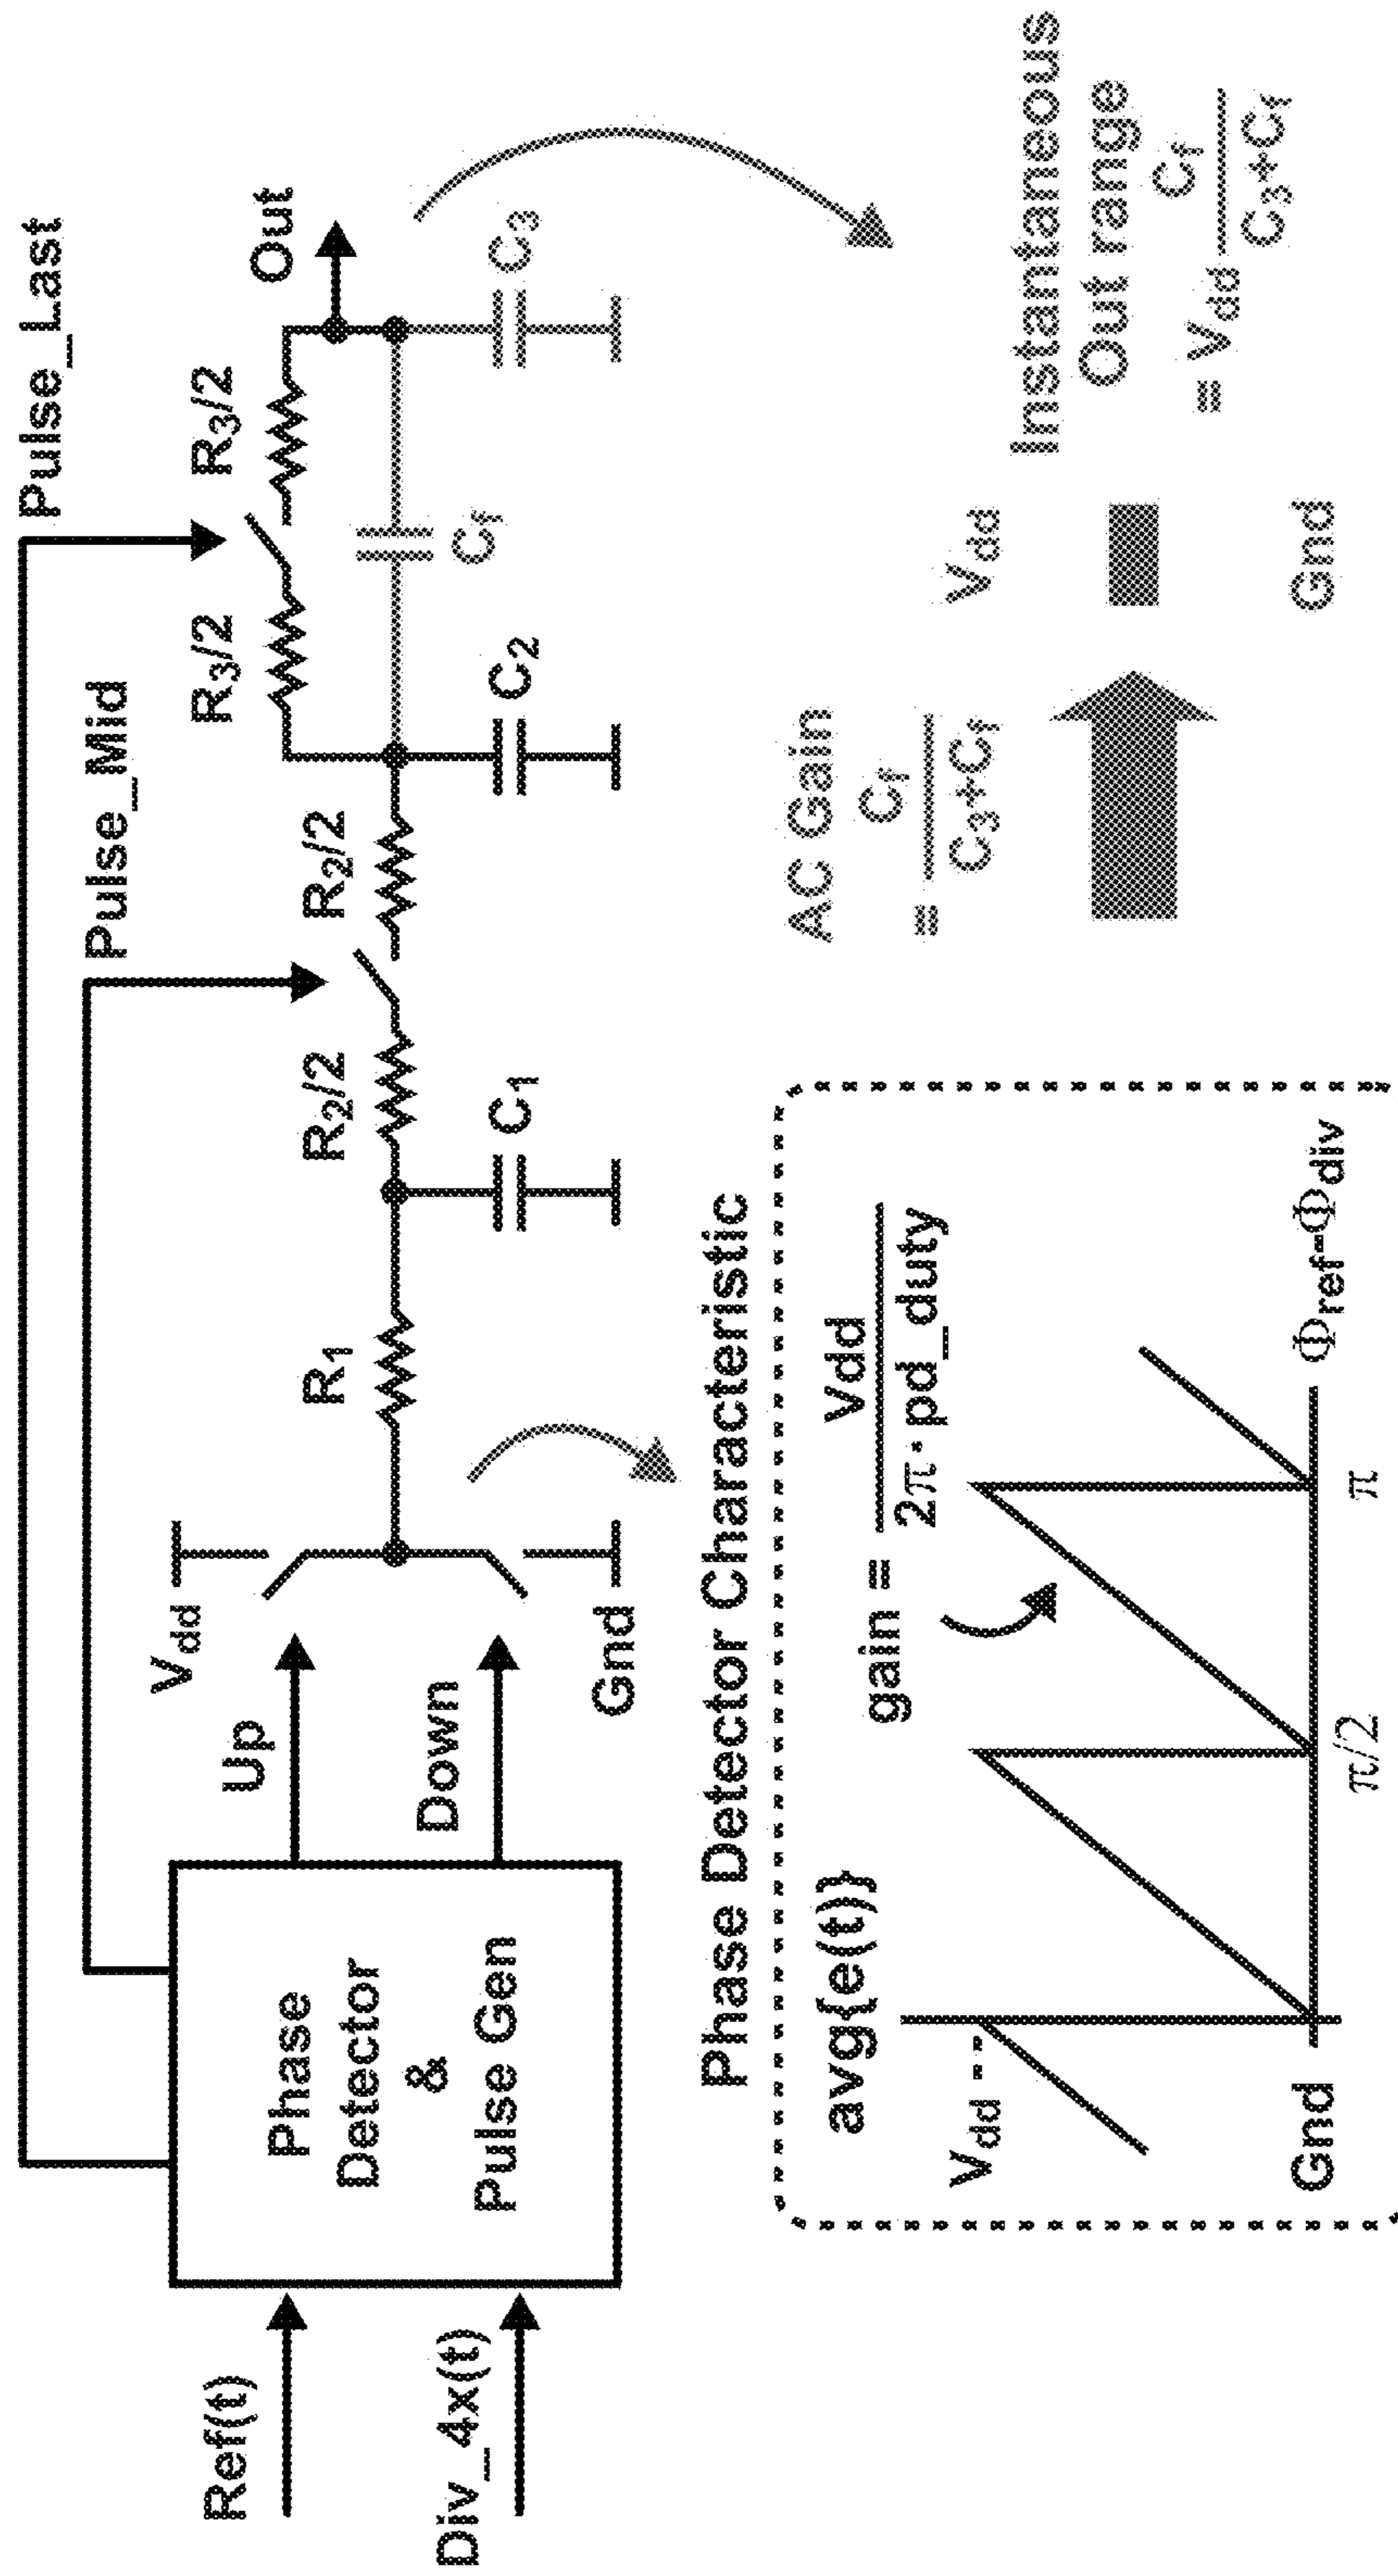 Pulse_Last
Pulse_Mid
Ref(t)
Div_4x(t)
Phase
Detector
&
Pulse Gen
Up
Down
Vdd
Gnd
R1
C1
R2/2
R2/2
C2
R3/2
R3/2
Cf
C3
Out
Phase Detector Characteristic
avg{e(t)}
Vdd
Gnd
gain = Vdd
2π·pd_duty
π/2
π
Φref-Φdiv
AC Gain
= Cf
C3+Cf
Vdd
Gnd
Instantaneous
Out range
= Vdd Cf
C3+Cf